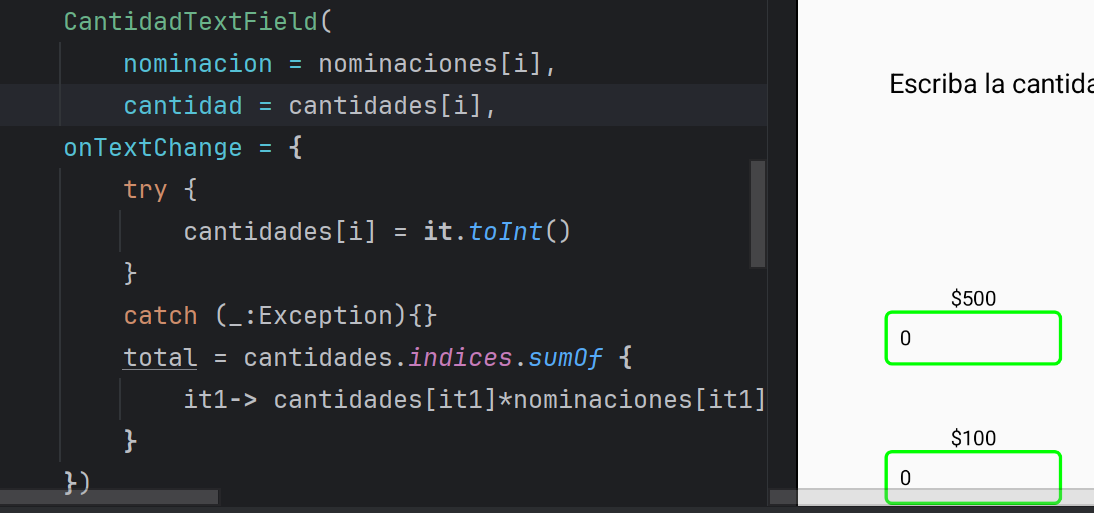 CantidadTextField(
nominacion = nominaciones[i],
cantidad = cantidades[i],
onTextChange = {
try {
cantidades[i] = it.toInt()
}
catch (_:Exception){}
total = cantidades.indices.sumOf {
it1-> cantidades[it1]*nominaciones[it1]
}
})
Escriba la cantida
$500
0
$100
0